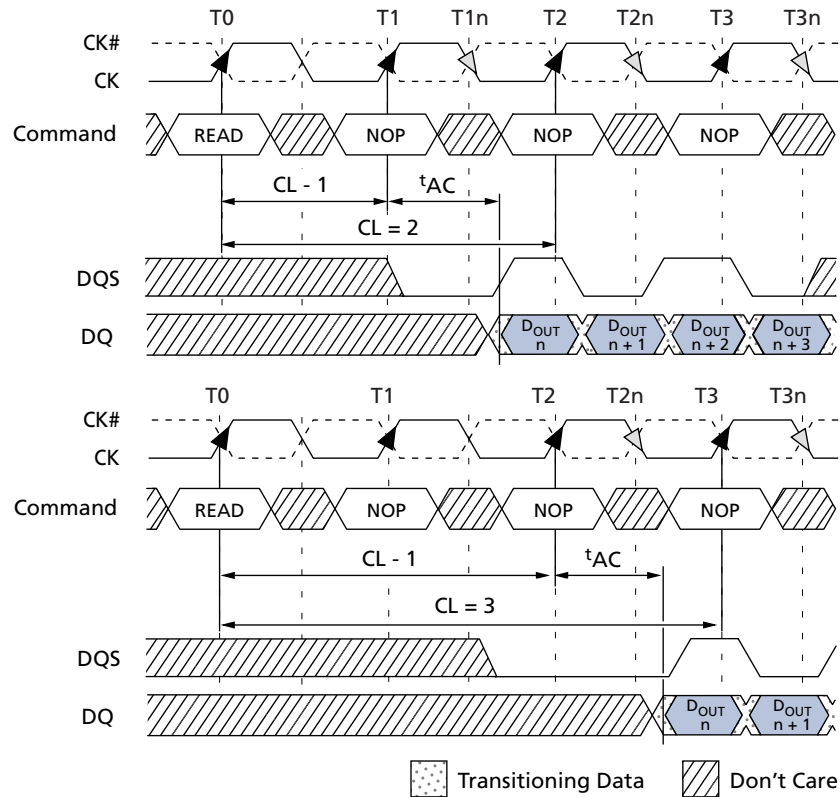 T0 T1 T1n T2 T2n T3 T3n
CK#
CK
Command READ NOP NOP NOP
CL - 1 tAC
CL = 2
DQS
DQ DOUT n DOUT n + 1 DOUT n + 2 DOUT n + 3
T0 T1 T2 T2n T3 T3n
CK#
CK
Command READ NOP NOP NOP
CL - 1 tAC
CL = 3
DQS
DQ DOUT n DOUT n + 1
Transitioning Data Don't Care